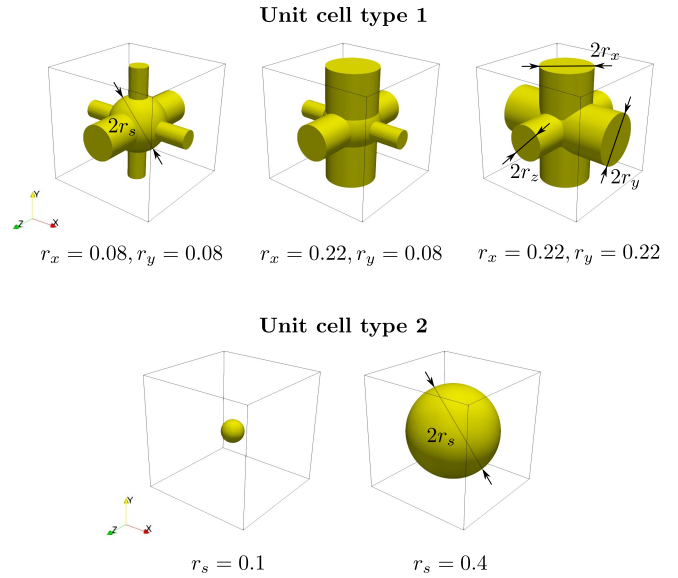 Unit cell type 1
2r_x
2r_s
2r_z 2r_y
Y
Z X
r_x = 0.08, r_y = 0.08 r_x = 0.22, r_y = 0.08 r_x = 0.22, r_y = 0.22
Unit cell type 2
2r_s
Y
Z X
r_s = 0.1 r_s = 0.4